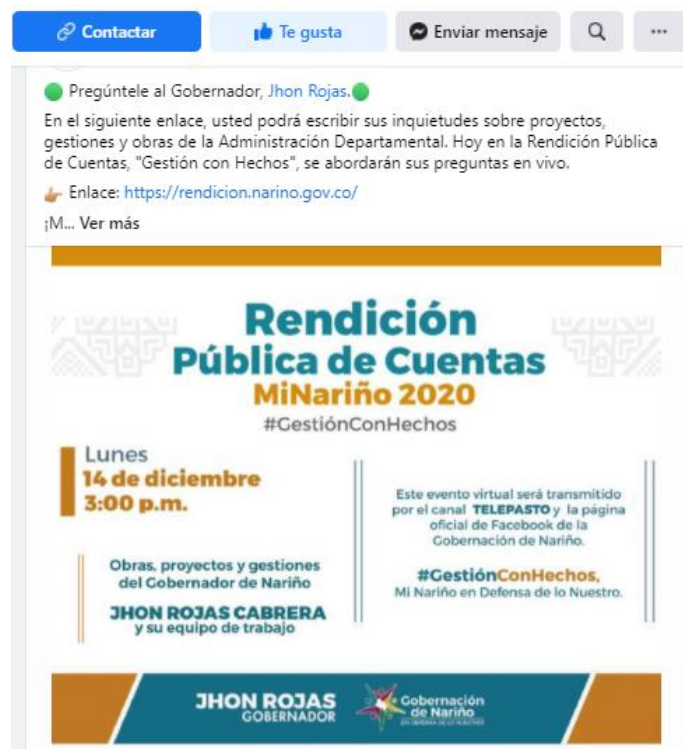 Contactar
Te gusta
Enviar mensaje
Pregúntele al Gobernador, Jhon Rojas.
En el siguiente enlace, usted podrá escribir sus inquietudes sobre proyectos,
gestiones y obras de la Administración Departamental. Hoy en la Rendición Pública
de Cuentas, "Gestión con Hechos", se abordarán sus preguntas en vivo.
Enlace: https://rendicion.narino.gov.co/
¡M... Ver más
Rendición
Pública de Cuentas
MiNariño 2020
#GestiónConHechos
Lunes
14 de diciembre
3:00 p.m.
Obras, proyectos y gestiones
del Gobernador de Nariño
JHON ROJAS CABRERA
y su equipo de trabajo
Este evento virtual será transmitido
por el canal TELEPASTO y la página
oficial de Facebook de la
Gobernación de Nariño.
#GestiónConHechos,
Mi Nariño en Defensa de lo Nuestro.
JHON ROJAS
GOBERNADOR
Gobernación
de Nariño